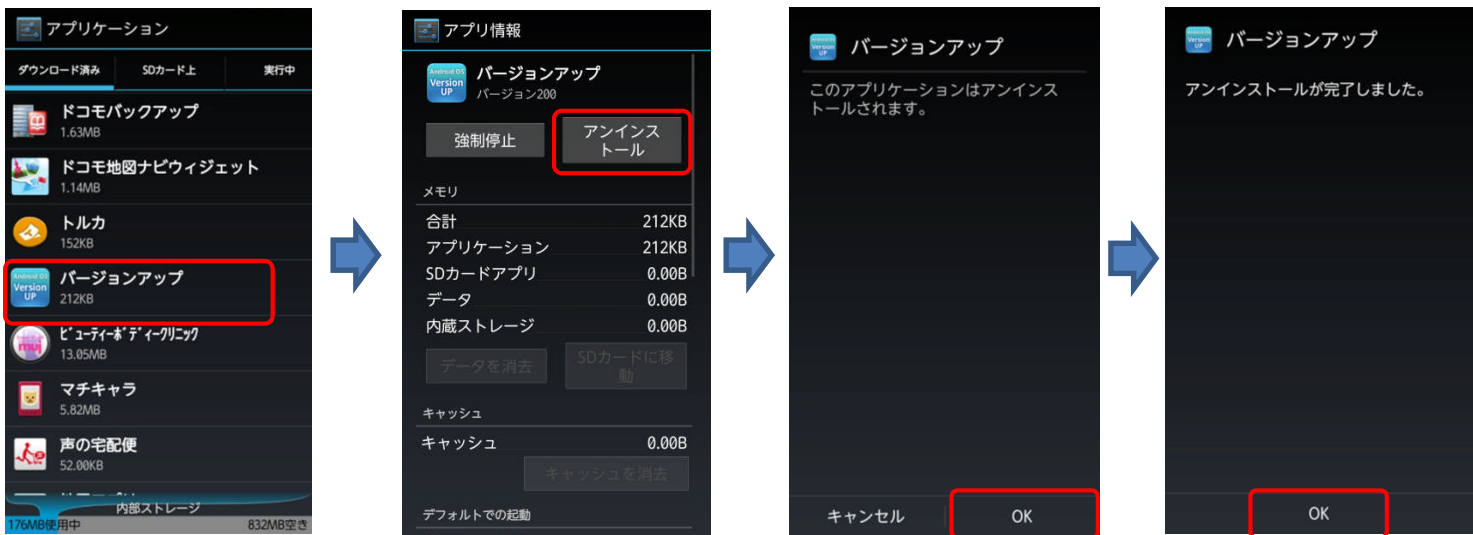 アプリケーション
ダウンロード済み
SDカード上
実行中
ドコモバックアップ
1.63MB
ドコモ地図ナビウィジェット
1.14MB
トルカ
152KB
Android OS
Version
UP
バージョンアップ
212KB
muj
ﾋﾞｭｰﾃｨｰﾎﾞﾃﾞｨｰｸﾘﾆｯｸ
13.05MB
マチキャラ
5.82MB
声の宅配便
52.00KB
内部ストレージ
176MB使用中
832MB空き
アプリ情報
Android OS
Version
UP
バージョンアップ
バージョン200
強制停止
アンインス
トール
メモリ
合計 212KB
アプリケーション 212KB
SDカードアプリ 0.00B
データ 0.00B
内蔵ストレージ 0.00B
データを消去
SDカードに移
動
キャッシュ
キャッシュ 0.00B
キャッシュを消去
デフォルトでの起動
Version
UP
バージョンアップ
このアプリケーションはアンインス
トールされます。
キャンセル
OK
Version
UP
バージョンアップ
アンインストールが完了しました。
OK